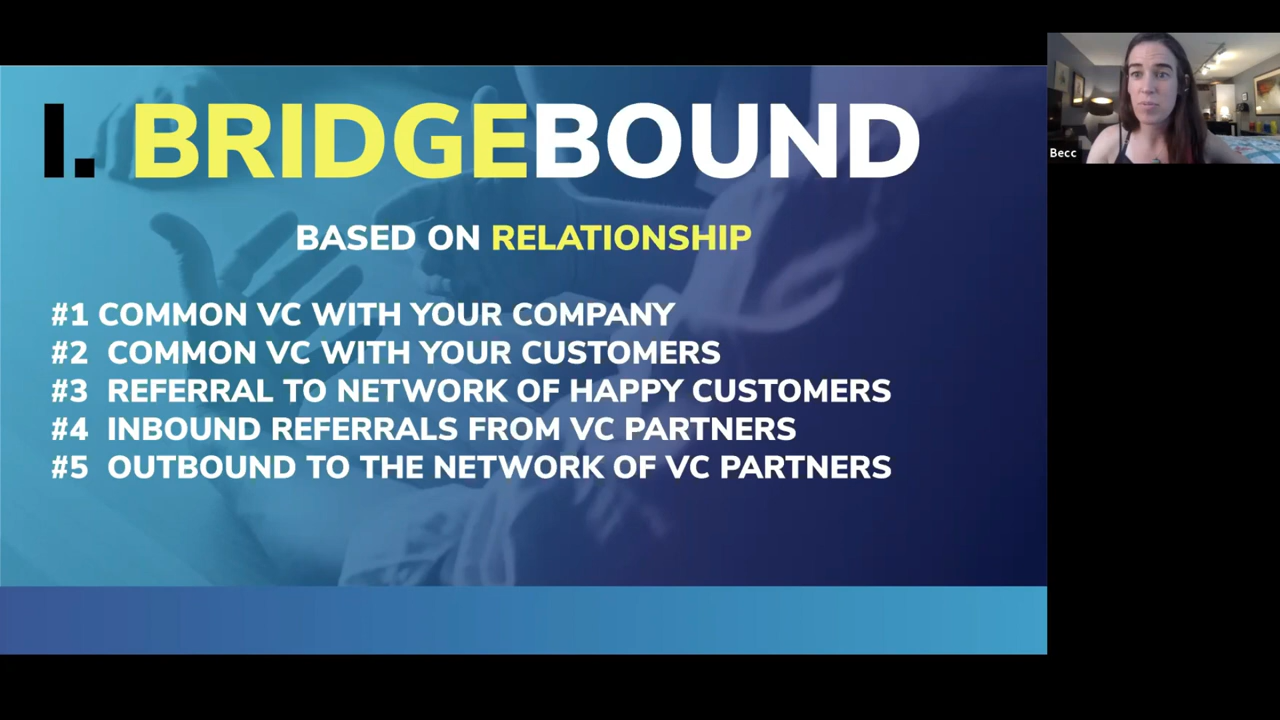 I. BRIDGEBOUND
BASED ON RELATIONSHIP
#1 COMMON VC WITH YOUR COMPANY
#2 COMMON VC WITH YOUR CUSTOMERS
#3 REFERRAL TO NETWORK OF HAPPY CUSTOMERS
#4 INBOUND REFERRALS FROM VC PARTNERS
#5 OUTBOUND TO THE NETWORK OF VC PARTNERS
Becc